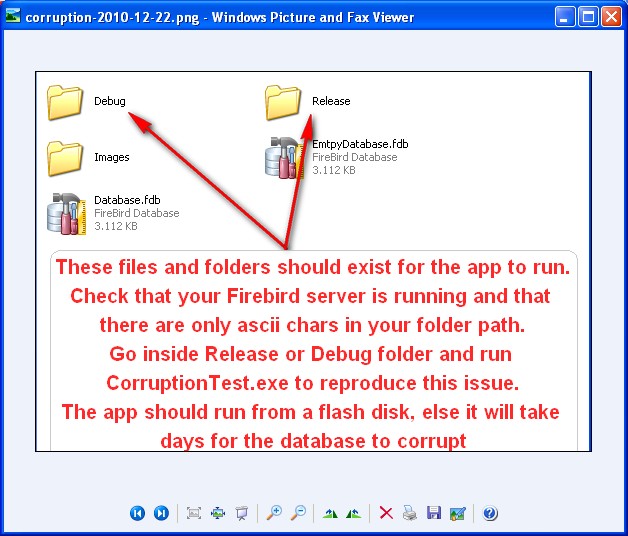 corruption-2010-12-22.png - Windows Picture and Fax Viewer
Debug
Release
Images
EmtpyDatabase.fdb
FireBird Database
3.112 KB
Database.fdb
FireBird Database
3.112 KB
These files and folders should exist for the app to run.
Check that your Firebird server is running and that
there are only ascii chars in your folder path.
Go inside Release or Debug folder and run
CorruptionTest.exe to reproduce this issue.
The app should run from a flash disk, else it will take
days for the database to corrupt